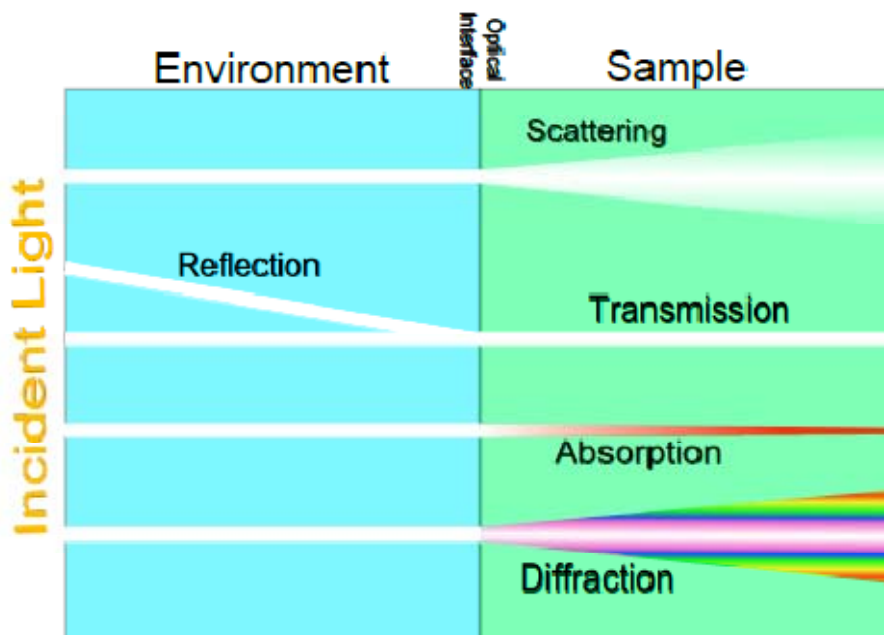 Environment
Optical
Interface
Sample
Scattering
Incident Light
Reflection
Transmission
Absorption
Diffraction